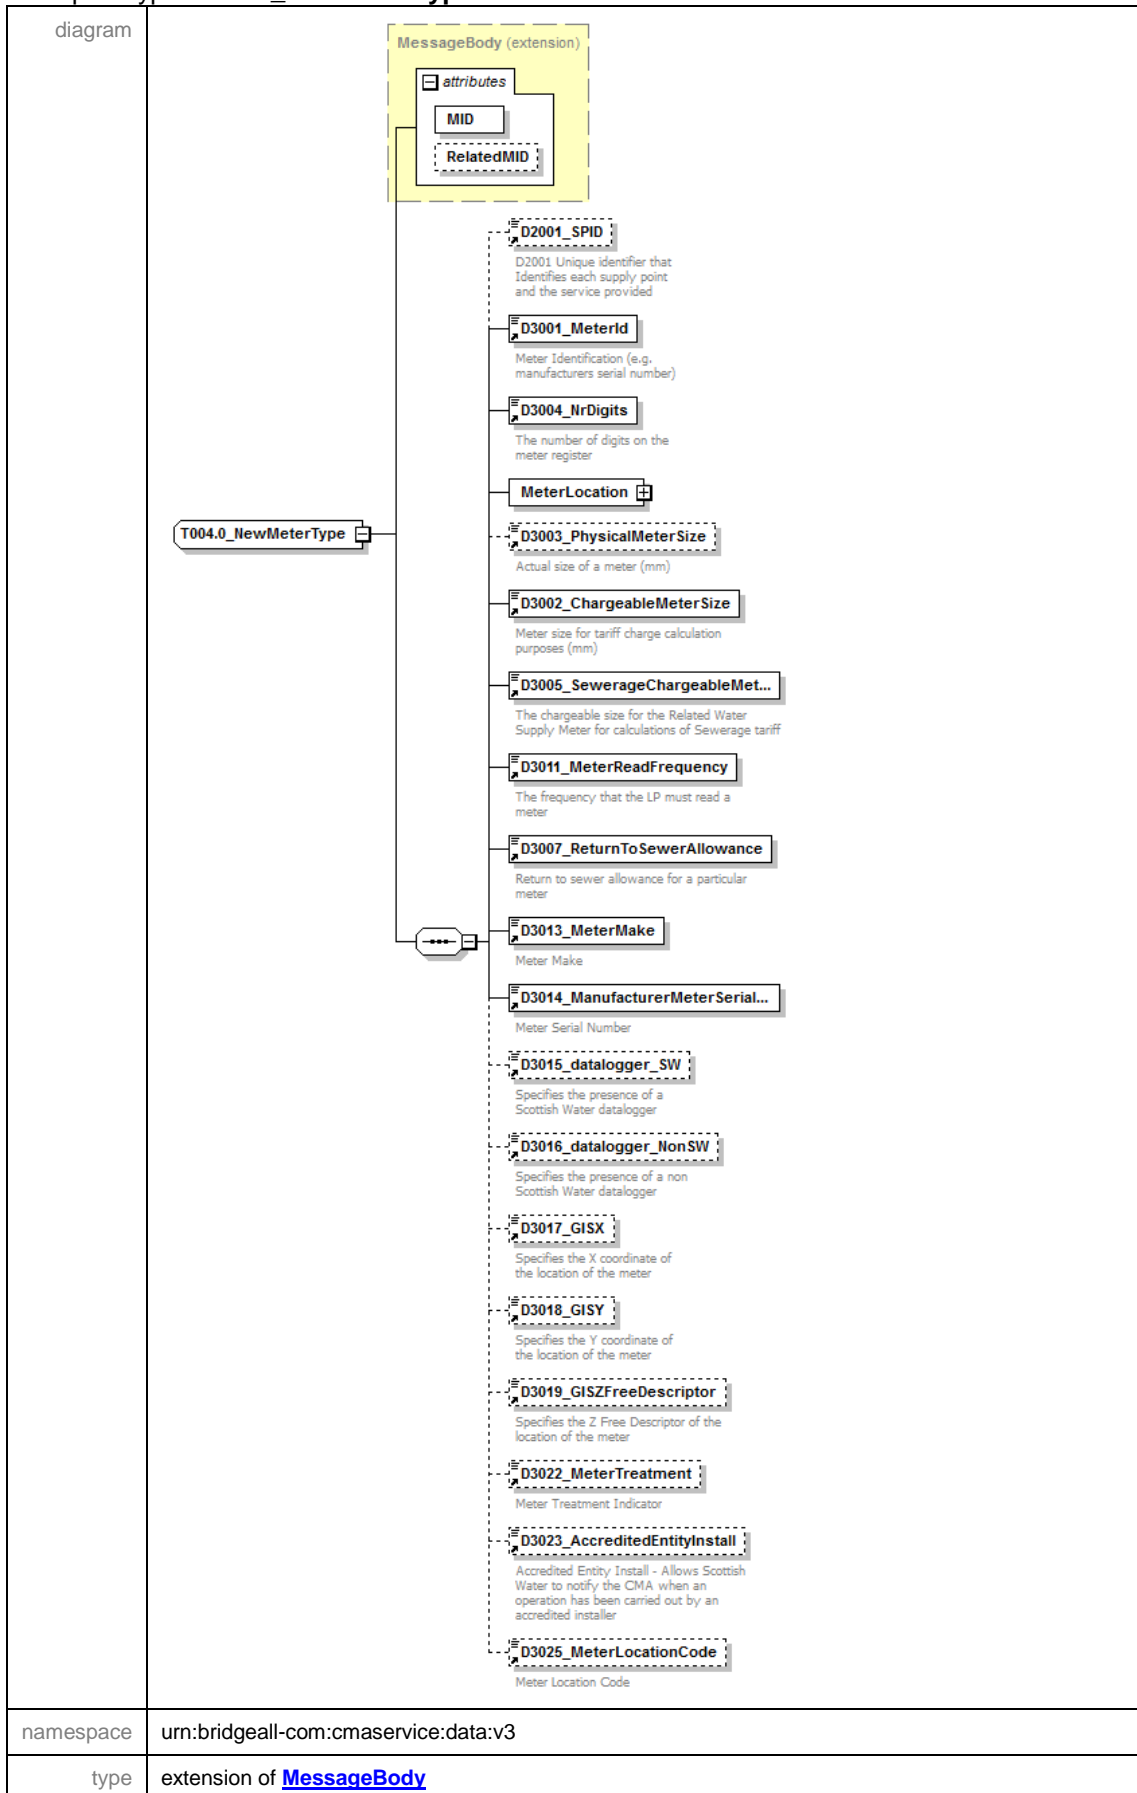 diagram
MessageBody (extension)
attributes
MID
RelatedMID
D2001_SPID
D2001 Unique identifier that
Identifies each supply point
and the service provided
D3001_MeterId
Meter Identification (e.g.
manufacturers serial number)
D3004_NrDigits
The number of digits on the
meter register
MeterLocation
T004.0_NewMeterType
D3003_PhysicalMeterSize
Actual size of a meter (mm)
D3002_ChargeableMeterSize
Meter size for tariff charge calculation
purposes (mm)
D3005_SewerageChargeableMet...
The chargeable size for the Related Water
Supply Meter for calculations of Sewerage tariff
D3011_MeterReadFrequency
The frequency that the LP must read a
meter
D3007_ReturnToSewerAllowance
Return to sewer allowance for a particular
meter
D3013_MeterMake
Meter Make
D3014_ManufacturerMeterSerial...
Meter Serial Number
D3015_datalogger_SW
Specifies the presence of a
Scottish Water datalogger
D3016_datalogger_NonSW
Specifies the presence of a non
Scottish Water datalogger
D3017_GISX
Specifies the X coordinate of
the location of the meter
D3018_GISY
Specifies the Y coordinate of
the location of the meter
D3019_GISZFreeDescriptor
Specifies the Z Free Descriptor of the
location of the meter
D3022_MeterTreatment
Meter Treatment Indicator
D3023_AccreditedEntityInstall
Accredited Entity Install - Allows Scottish
Water to notify the CMA when an
operation has been carried out by an
accredited installer
D3025_MeterLocationCode
Meter Location Code
namespace urn:bridgeall-com:cmaservice:data:v3
type extension of MessageBody